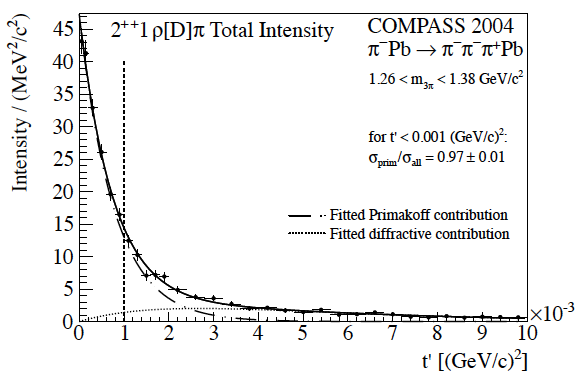 Intensity / (MeV²/c²)
45
40
35
30
25
20
15
10
5
0
2⁺⁺1 ρ[D]π Total Intensity
COMPASS 2004
π⁻Pb → π⁻π⁻π⁺Pb
1.26 < m₃π < 1.38 GeV/c²
for t' < 0.001 (GeV/c)²:
σprim/σall = 0.97 ± 0.01
Fitted Primakoff contribution
Fitted diffractive contribution
0 1 2 3 4 5 6 7 8 9 10
×10⁻³
t' [(GeV/c)²]